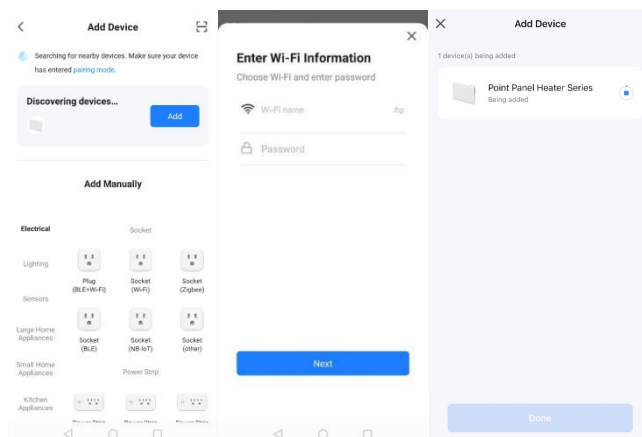 Add Device
Searching for nearby devices. Make sure your device
has entered pairing mode.
Discovering devices...
Add
Add Manually
Electrical
Socket
Lighting
Plug
(BLE+Wi-Fi)
Socket
(Wi-Fi)
Socket
(Zigbee)
Sensors
Large Home
Appliances
Socket
(BLE)
Socket
(NB-IoT)
Socket
(other)
Small Home
Appliances
Power Strip
Kitchen
Appliances
Enter Wi-Fi Information
Choose Wi-Fi and enter password
Wi-Fi name
Password
Next
Add Device
1 device(s) being added
Point Panel Heater Series
Being added
Done